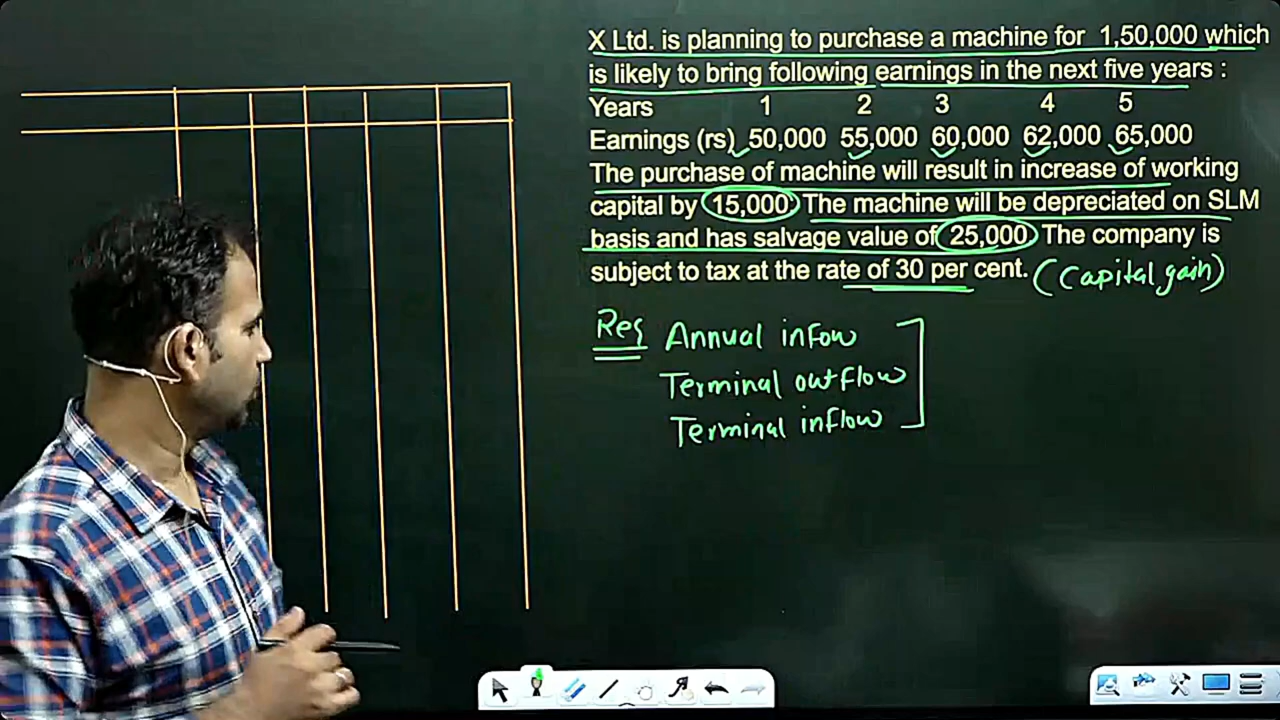 X Ltd. is planning to purchase a machine for 1,50,000 which
is likely to bring following earnings in the next five years :
Years 1 2 3 4 5
Earnings (rs) 50,000 55,000 60,000 62,000 65,000
The purchase of machine will result in increase of working
capital by 15,000 The machine will be depreciated on SLM
basis and has salvage value of 25,000 The company is
subject to tax at the rate of 30 per cent. (Capital gain)
Req Annual infow
Terminal outflow
Terminal inflow